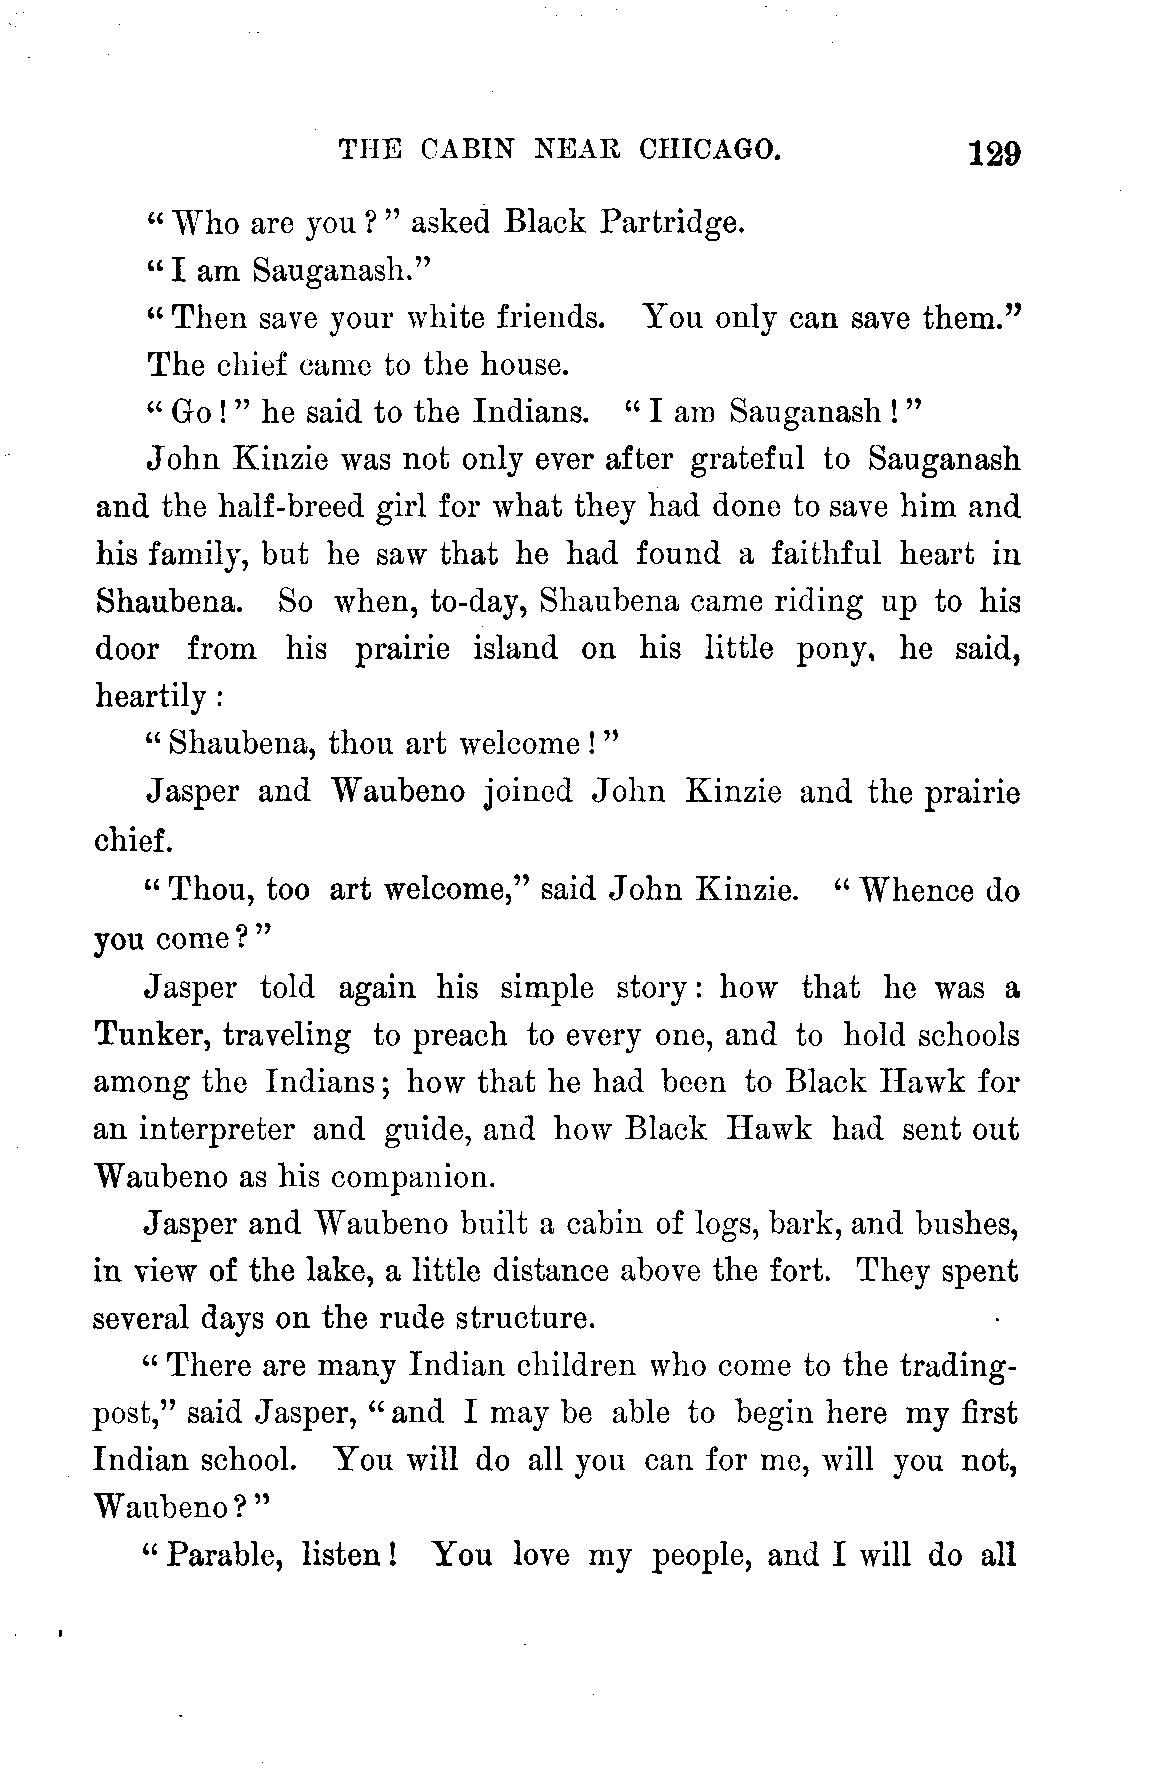 THE CABIN NEAR CHICAGO. 129
“Who are you?” asked Black Partridge.
“I am Sauganash.”
“Then save your white friends. You only can save them.”
The chief came to the house.
“Go!” he said to the Indians. “I am Sauganash!”
John Kinzie was not only ever after grateful to Sauganash
and the half-breed girl for what they had done to save him and
his family, but he saw that he had found a faithful heart in
Shaubena. So when, to-day, Shaubena came riding up to his
door from his prairie island on his little pony, he said,
heartily:
“Shaubena, thou art welcome!”
Jasper and Waubeno joined John Kinzie and the prairie
chief.
“Thou, too art welcome,” said John Kinzie. “Whence do
you come?”
Jasper told again his simple story: how that he was a
Tunker, traveling to preach to every one, and to hold schools
among the Indians; how that he had been to Black Hawk for
an interpreter and guide, and how Black Hawk had sent out
Waubeno as his companion.
Jasper and Waubeno built a cabin of logs, bark, and bushes,
in view of the lake, a little distance above the fort. They spent
several days on the rude structure.
“There are many Indian children who come to the trading-
post,” said Jasper, “and I may be able to begin here my first
Indian school. You will do all you can for me, will you not,
Waubeno?”
“Parable, listen! You love my people, and I will do all